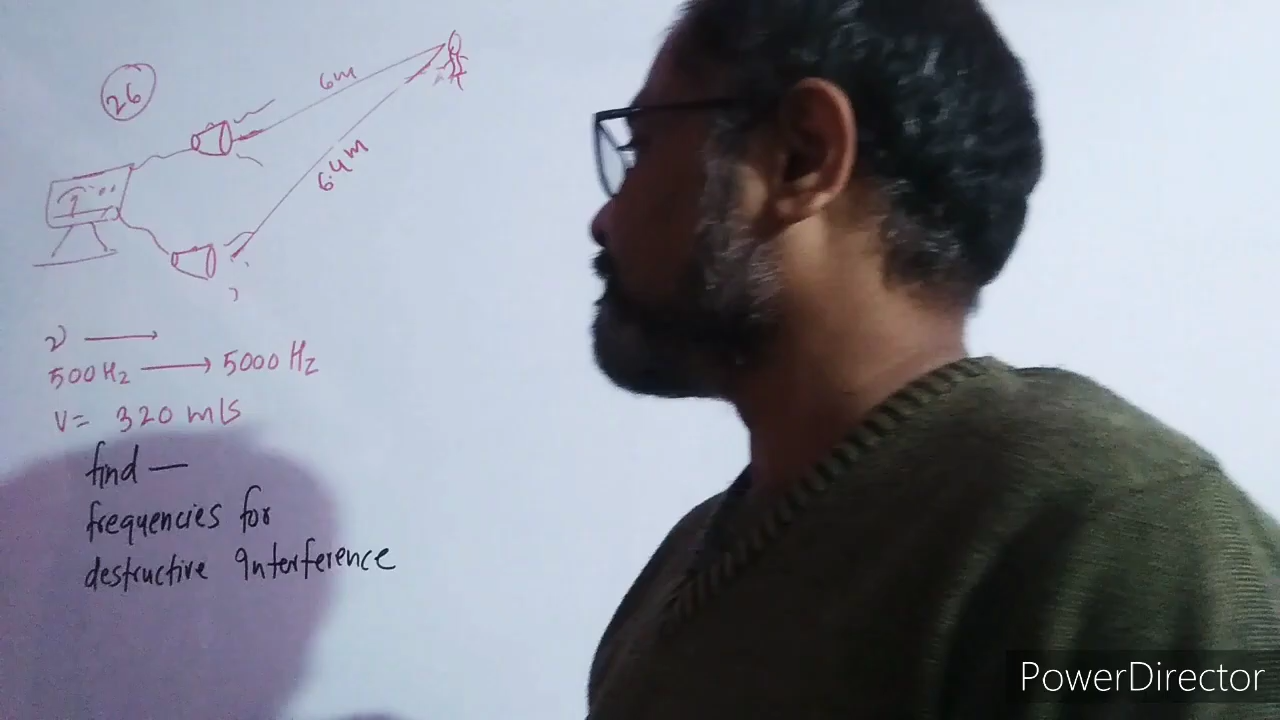 26
6m
6.4m
ν →
500 Hz → 5000 Hz
V = 320 m/s
find —
frequencies for
destructive interference
PowerDirector